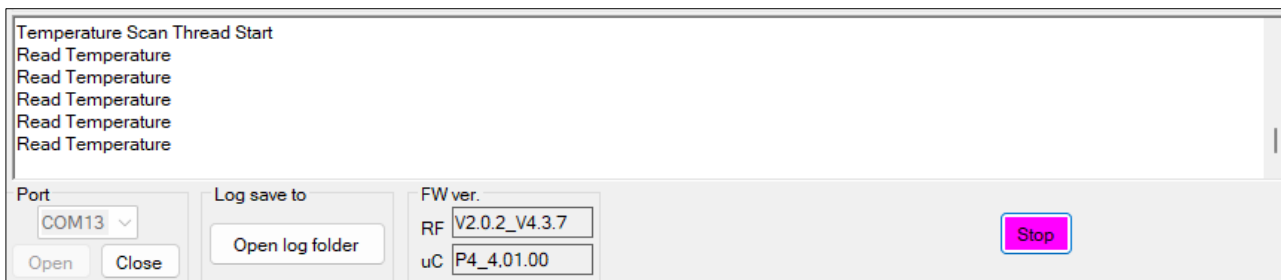 Temperature Scan Thread Start
Read Temperature
Read Temperature
Read Temperature
Read Temperature
Read Temperature
Port
COM13
Open
Close
Log save to
Open log folder
FW ver.
RF V2.0.2_V4.3.7
uC P4_4,01.00
Stop